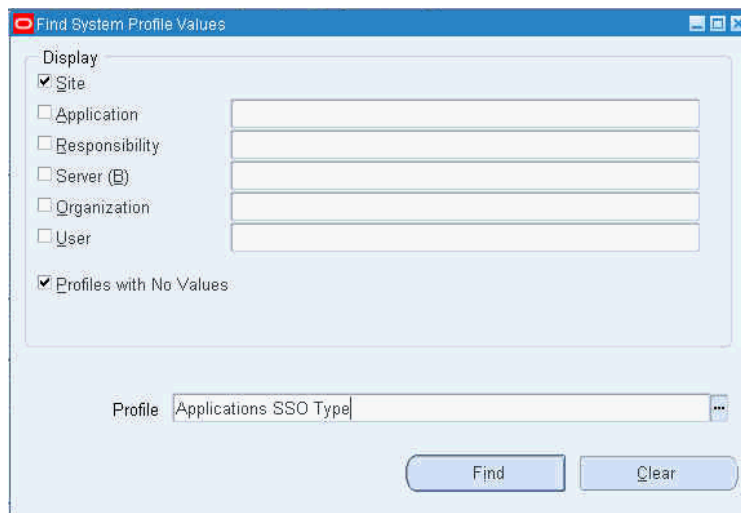 Find System Profile Values
Display
Site
Application
Responsibility
Server (B)
Organization
User
Profiles with No Values
Profile Applications SSO Type ...
Find Clear